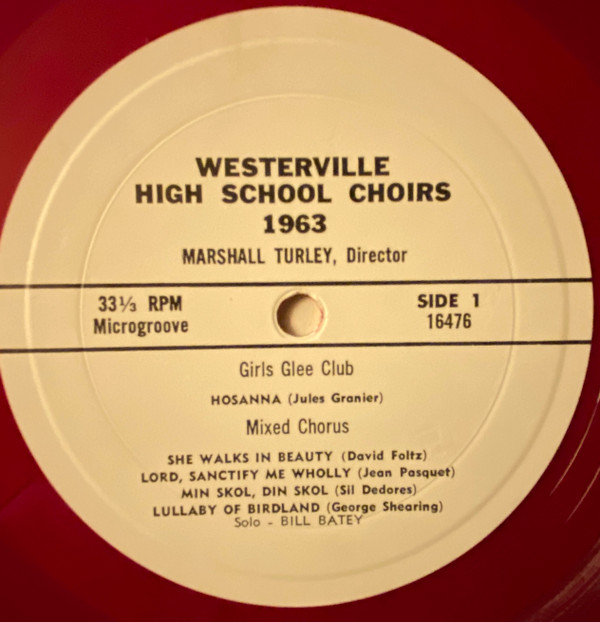 WESTERVILLE
HIGH SCHOOL CHOIRS
1963
MARSHALL TURLEY, Director
33⅓ RPM
Microgroove
SIDE 1
16476
Girls Glee Club
HOSANNA (Jules Granier)
Mixed Chorus
SHE WALKS IN BEAUTY (David Foltz)
LORD, SANCTIFY ME WHOLLY (Jean Pasquet)
MIN SKOL, DIN SKOL (Sil Dedores)
LULLABY OF BIRDLAND (George Shearing)
Solo - BILL BATEY